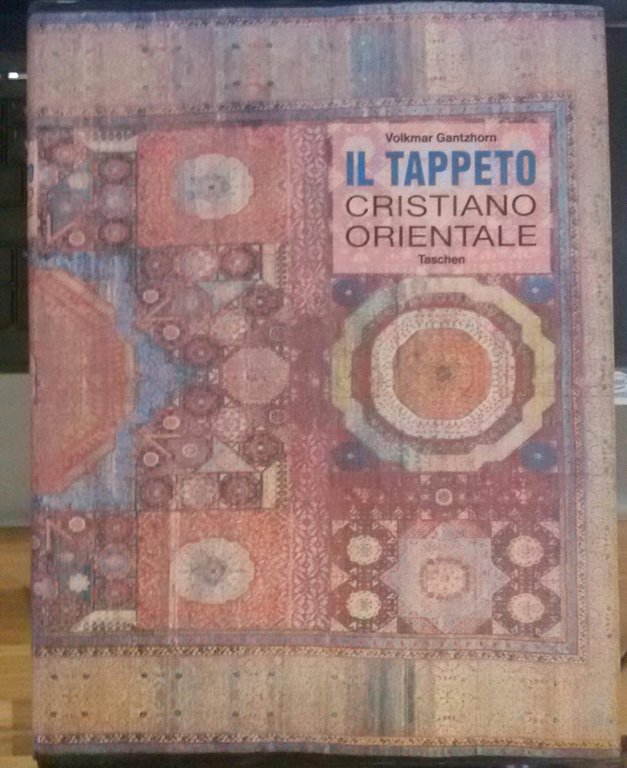 Volkmar Gantzhorn
IL TAPPETO
CRISTIANO
ORIENTALE
Taschen